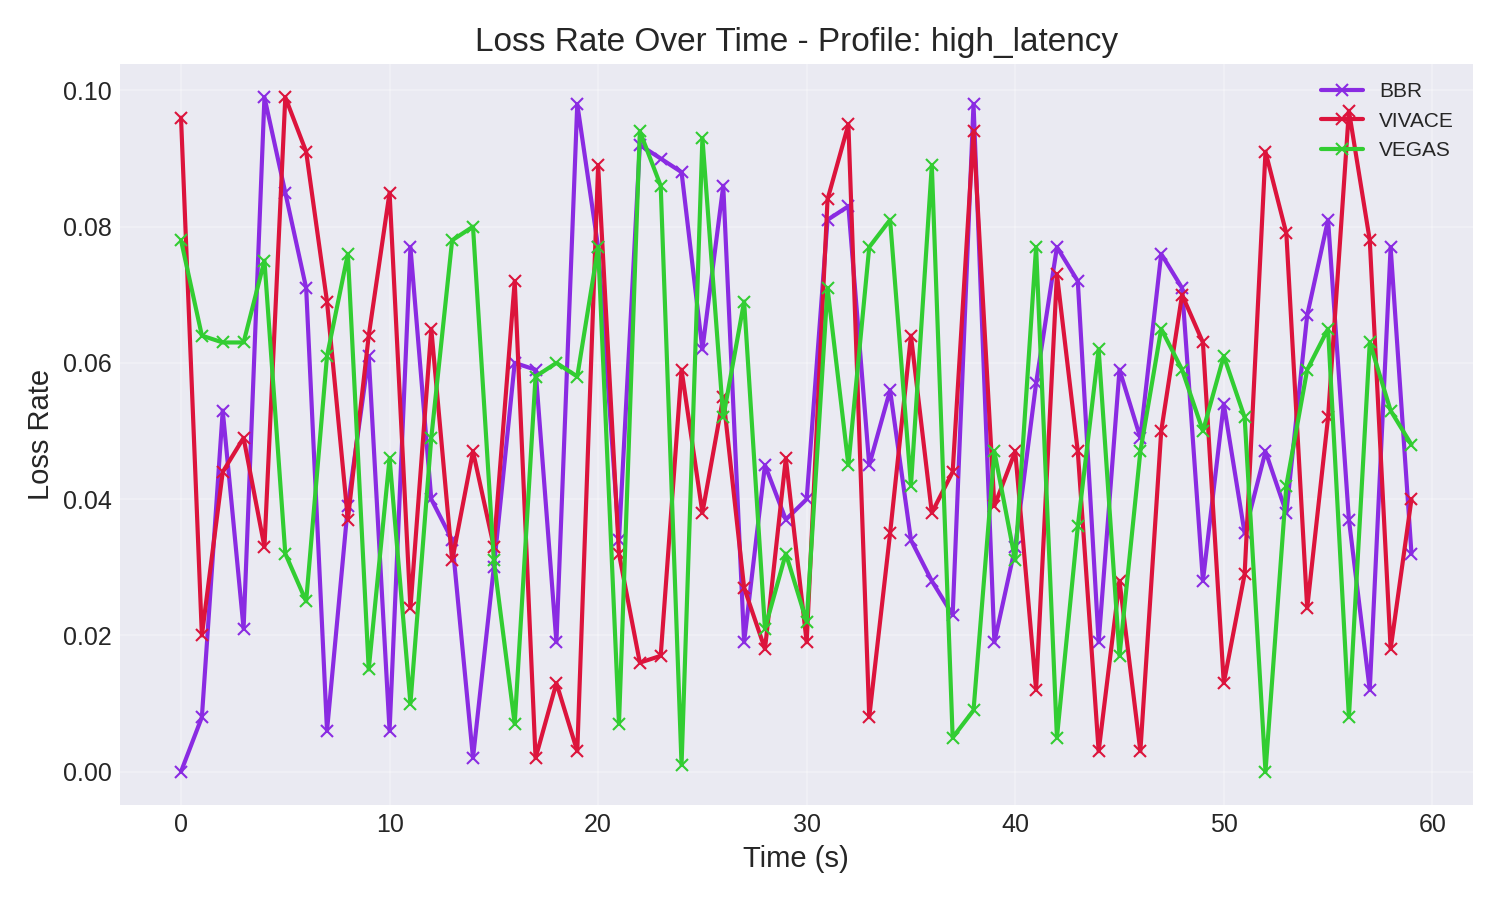 Loss Rate Over Time - Profile: high_latency
0.10
0.08
0.06
0.04
0.02
0.00
Loss Rate
BBR
VIVACE
VEGAS
0
10
20
30
40
50
60
Time (s)